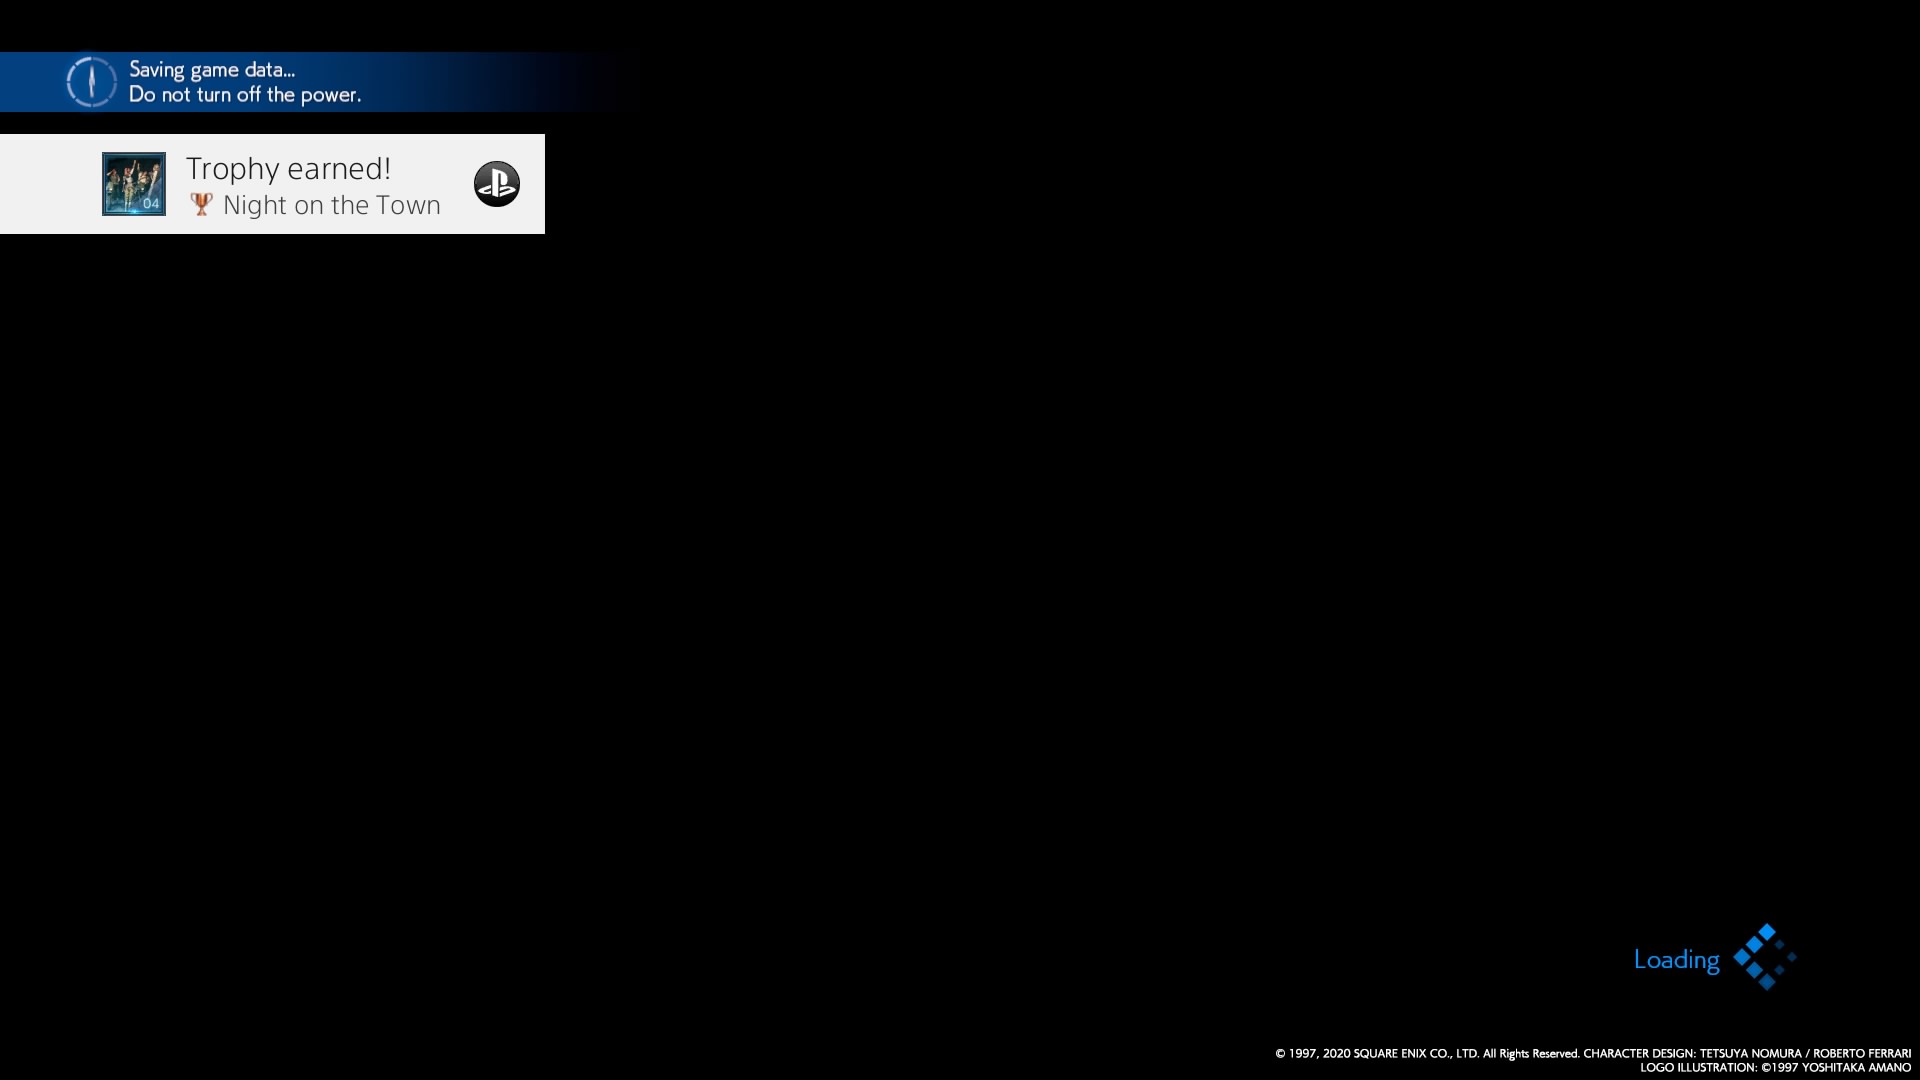 Saving game data...
Do not turn off the power.
Trophy earned!
Night on the Town
04
Loading
© 1997, 2020 SQUARE ENIX CO., LTD. All Rights Reserved. CHARACTER DESIGN: TETSUYA NOMURA / ROBERTO FERRARI
LOGO ILLUSTRATION: ©1997 YOSHITAKA AMANO